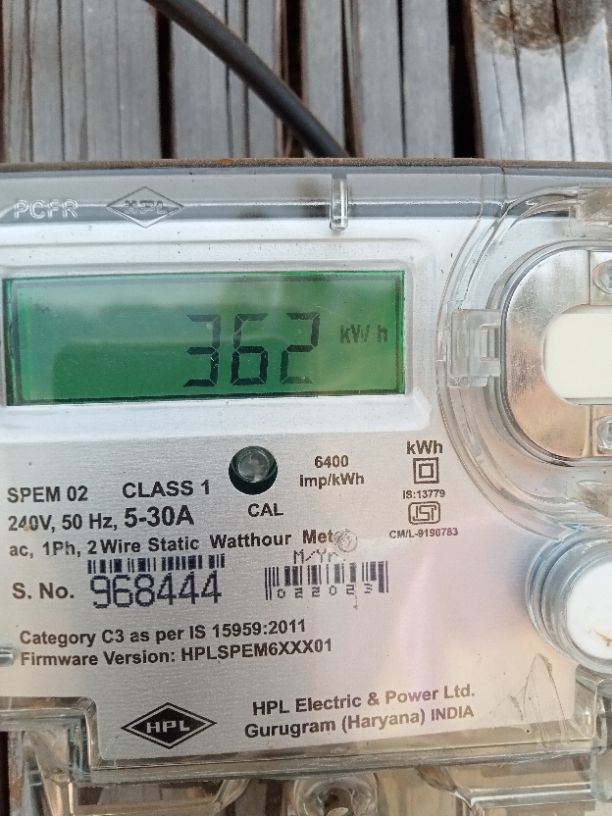 PCFR HPL
362 kWh
6400
imp/kWh
kWh
IS:13779
CM/L-9190783
SPEM 02 CLASS 1
CAL
240V, 50 Hz, 5-30A
ac, 1Ph, 2 Wire Static Watthour Met
M/Yr.
S. No. 968444
022023
Category C3 as per IS 15959:2011
Firmware Version: HPLSPEM6XXX01
HPL
HPL Electric & Power Ltd.
Gurugram (Haryana) INDIA